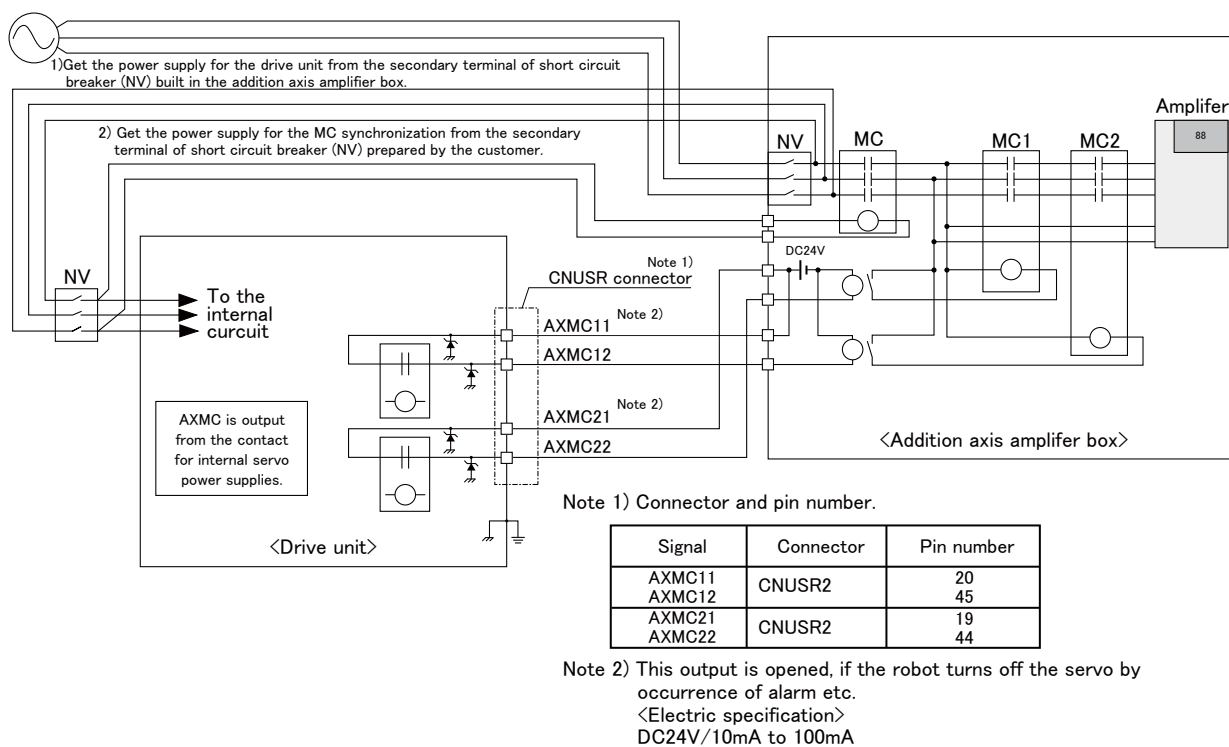 1)Get the power supply for the drive unit from the secondary terminal of short circuit
breaker (NV) built in the addition axis amplifier box.
2) Get the power supply for the MC synchronization from the secondary
terminal of short circuit breaker (NV) prepared by the customer.
Amplifer
88
NV
MC
MC1
MC2
DC24V
Note 1)
CNUSR connector
NV
To the
internal
curcuit
AXMC11 Note 2)
AXMC12
AXMC is output
from the contact
for internal servo
power supplies.
AXMC21 Note 2)
AXMC22
<Addition axis amplifer box>
<Drive unit>
Note 1) Connector and pin number.
Signal Connector Pin number
AXMC11 CNUSR2 20
AXMC12 45
AXMC21 CNUSR2 19
AXMC22 44
Note 2) This output is opened, if the robot turns off the servo by
occurrence of alarm etc.
<Electric specification>
DC24V/10mA to 100mA